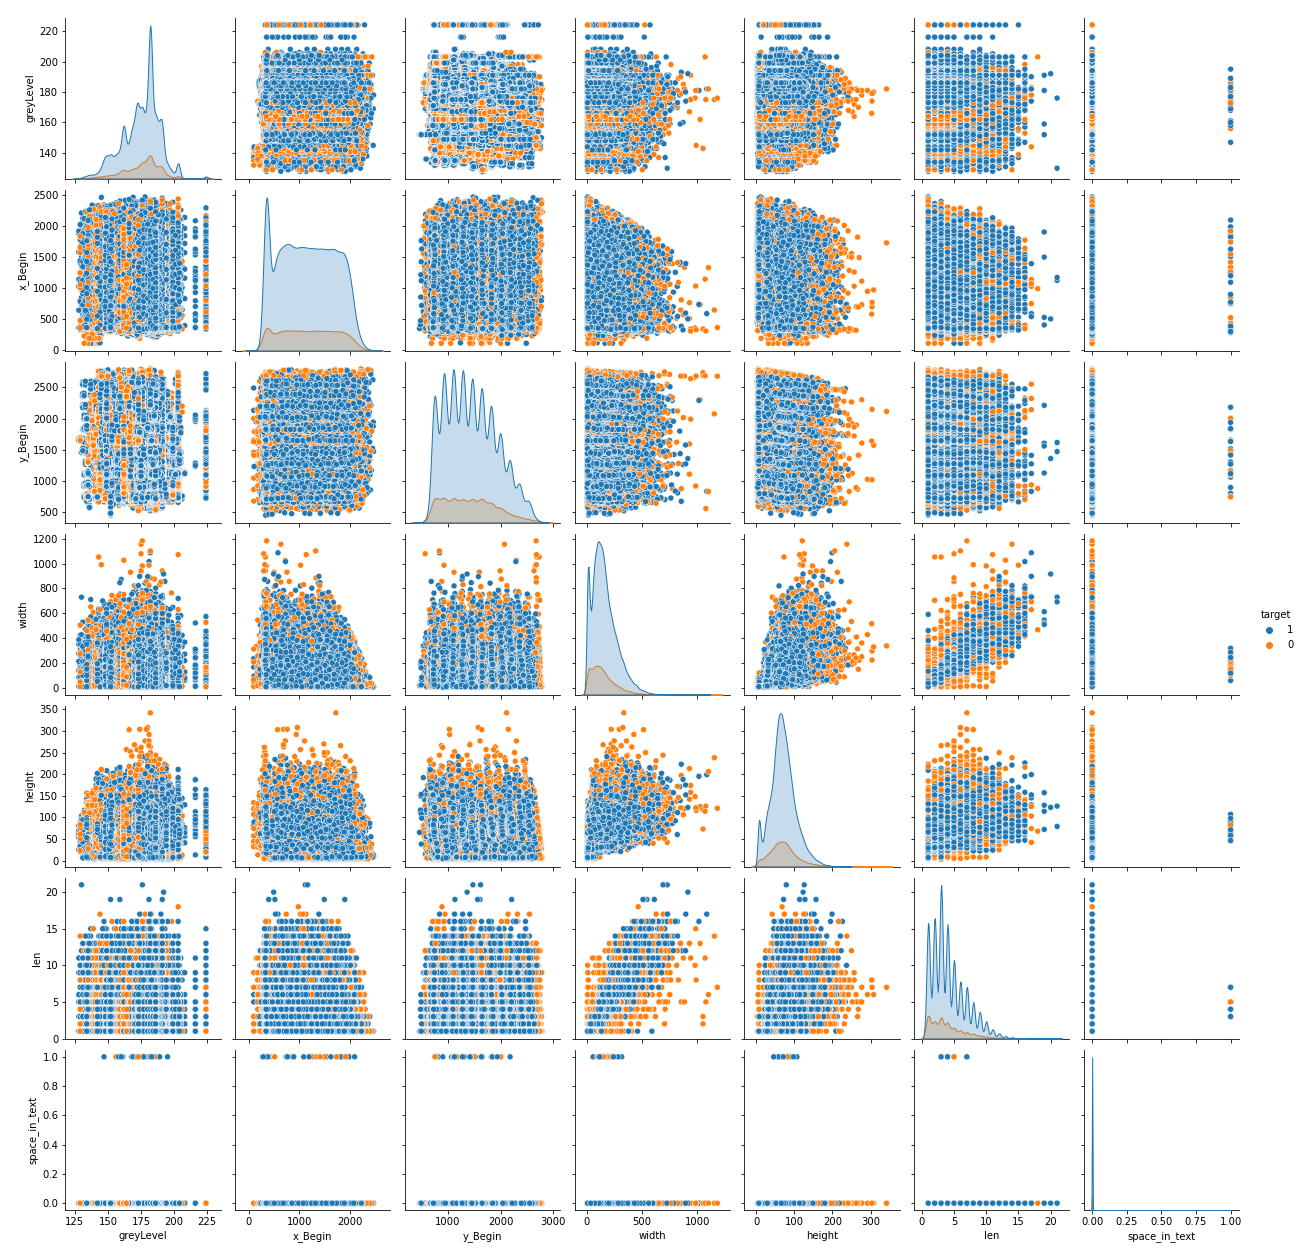 220
200
180
160
140
greyLevel
2500
2000
1500
1000
500
0
x_Begin
2500
2000
1500
1000
500
y_Begin
1200
1000
800
600
400
200
0
width
target
1
0
350
300
250
200
150
100
50
0
height
20
15
10
5
0
len
1.0
0.8
0.6
0.4
0.2
0.0
space_in_text
125 150 175 200 225
0 1000 2000
1000 2000 3000
0 500 1000
0 100 200 300
0 5 10 15 20
0.00 0.25 0.50 0.75 1.00
greyLevel x_Begin y_Begin width height len space_in_text